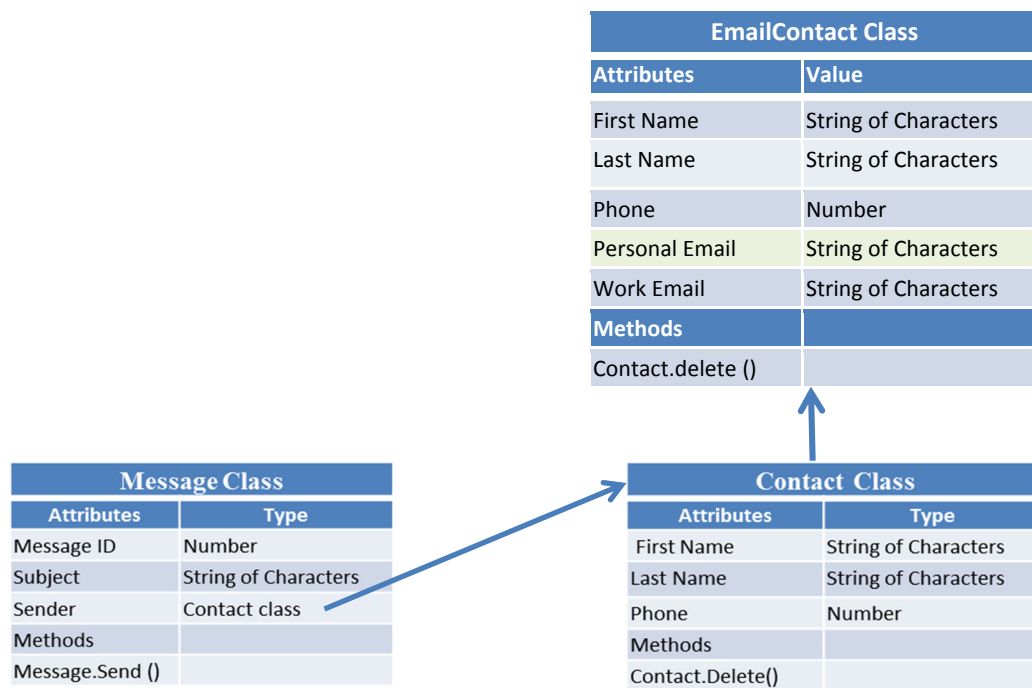 EmailContact Class
Attributes Value
First Name String of Characters
Last Name String of Characters
Phone Number
Personal Email String of Characters
Work Email String of Characters
Methods
Contact.delete ()
Message Class
Attributes Type
Message ID Number
Subject String of Characters
Sender Contact class
Methods
Message.Send ()
Contact Class
Attributes Type
First Name String of Characters
Last Name String of Characters
Phone Number
Methods
Contact.Delete()